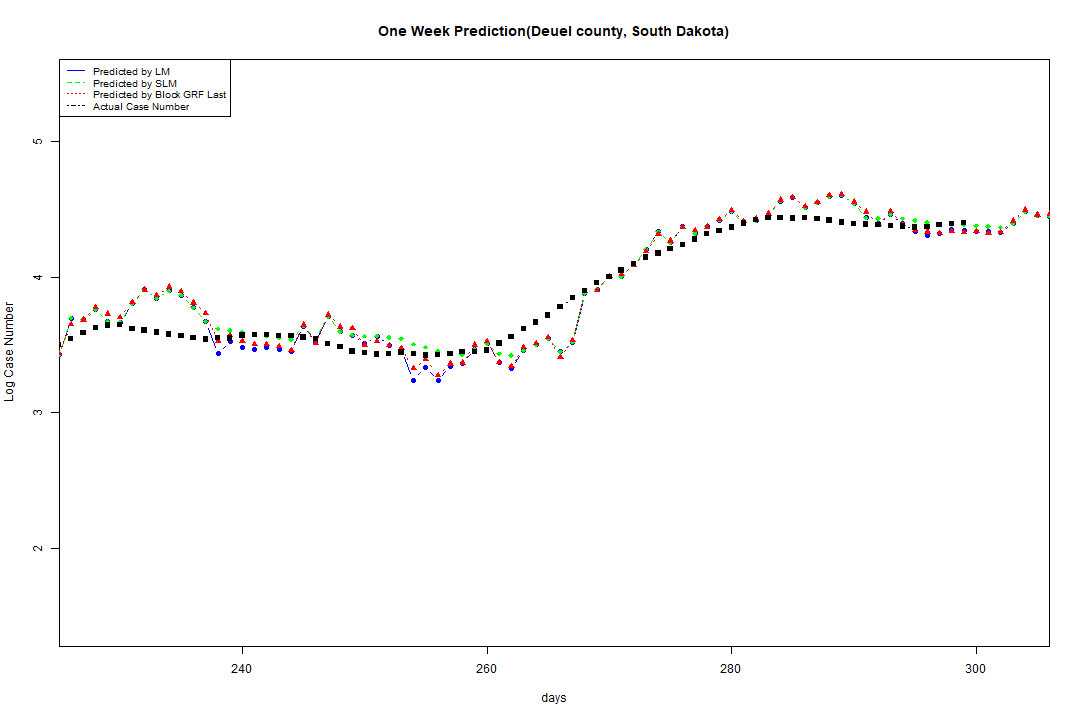 One Week Prediction(Deuel county, South Dakota)
Predicted by LM
Predicted by SLM
Predicted by Block GRF Last
Actual Case Number
5
4
3
2
Log Case Number
240
260
280
300
days